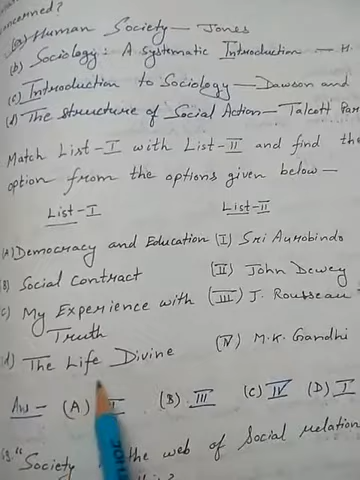 concerned?
(a) Human Society — Jones
(b) Sociology: A Systematic Introduction — H.
(c) Introduction to Sociology — Dawson and
(d) The structure of Social Action — Talcott Par
Match List-I with List-II and find the
option from the options given below —
List-I List-II
(A) Democracy and Education (I) Sri Aurobindo
(B) Social Contract (II) John Dewey
(C) My Experience with (III) J. Rousseau
Truth
(d) The Life Divine (IV) M.K. Gandhi
Ans — (A) II (B) III (C) IV (D) I
"Society the web of Social relation